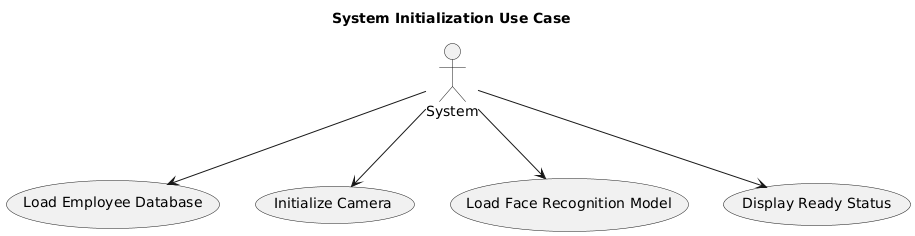 System Initialization Use Case
System
Load Employee Database
Initialize Camera
Load Face Recognition Model
Display Ready Status